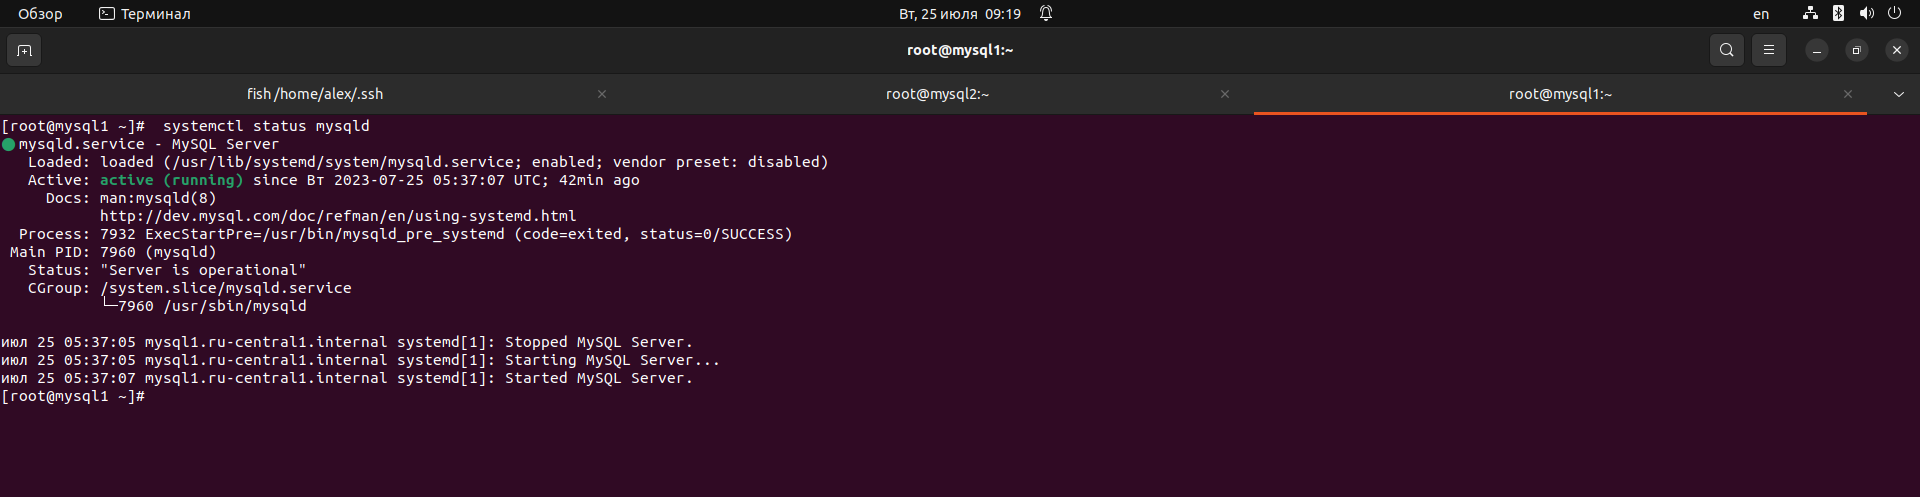 Обзор Терминал Вт, 25 июля 09:19 en
root@mysql1:~
fish /home/alex/.ssh root@mysql2:~ root@mysql1:~
[root@mysql1 ~]#  systemctl status mysqld
● mysqld.service - MySQL Server
   Loaded: loaded (/usr/lib/systemd/system/mysqld.service; enabled; vendor preset: disabled)
   Active: active (running) since Вт 2023-07-25 05:37:07 UTC; 42min ago
     Docs: man:mysqld(8)
           http://dev.mysql.com/doc/refman/en/using-systemd.html
  Process: 7932 ExecStartPre=/usr/bin/mysqld_pre_systemd (code=exited, status=0/SUCCESS)
 Main PID: 7960 (mysqld)
   Status: "Server is operational"
   CGroup: /system.slice/mysqld.service
           └─7960 /usr/sbin/mysqld
июл 25 05:37:05 mysql1.ru-central1.internal systemd[1]: Stopped MySQL Server.
июл 25 05:37:05 mysql1.ru-central1.internal systemd[1]: Starting MySQL Server...
июл 25 05:37:07 mysql1.ru-central1.internal systemd[1]: Started MySQL Server.
[root@mysql1 ~]#